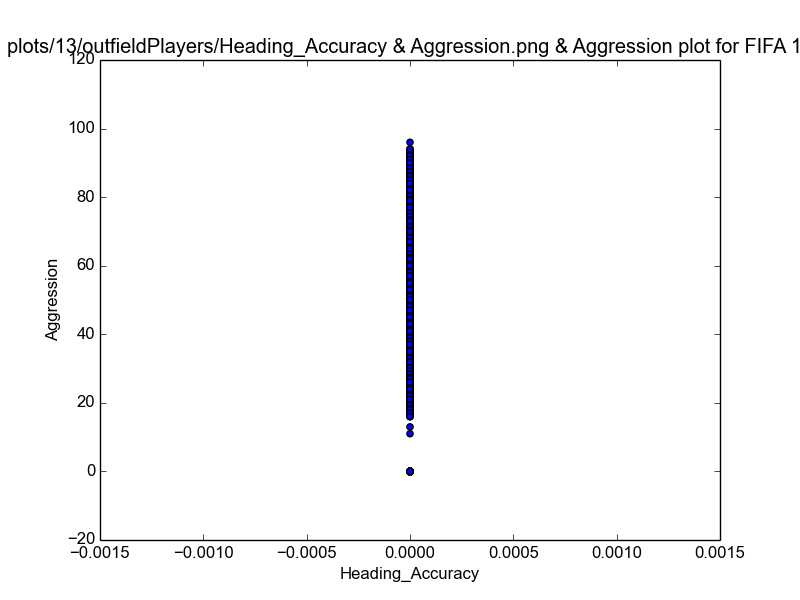 plots/13/outfieldPlayers/Heading_Accuracy & Aggression.png & Aggression plot for FIFA 1
120
100
80
60
40
20
0
−20
Aggression
−0.0015 −0.0010 −0.0005 0.0000 0.0005 0.0010 0.0015
Heading_Accuracy